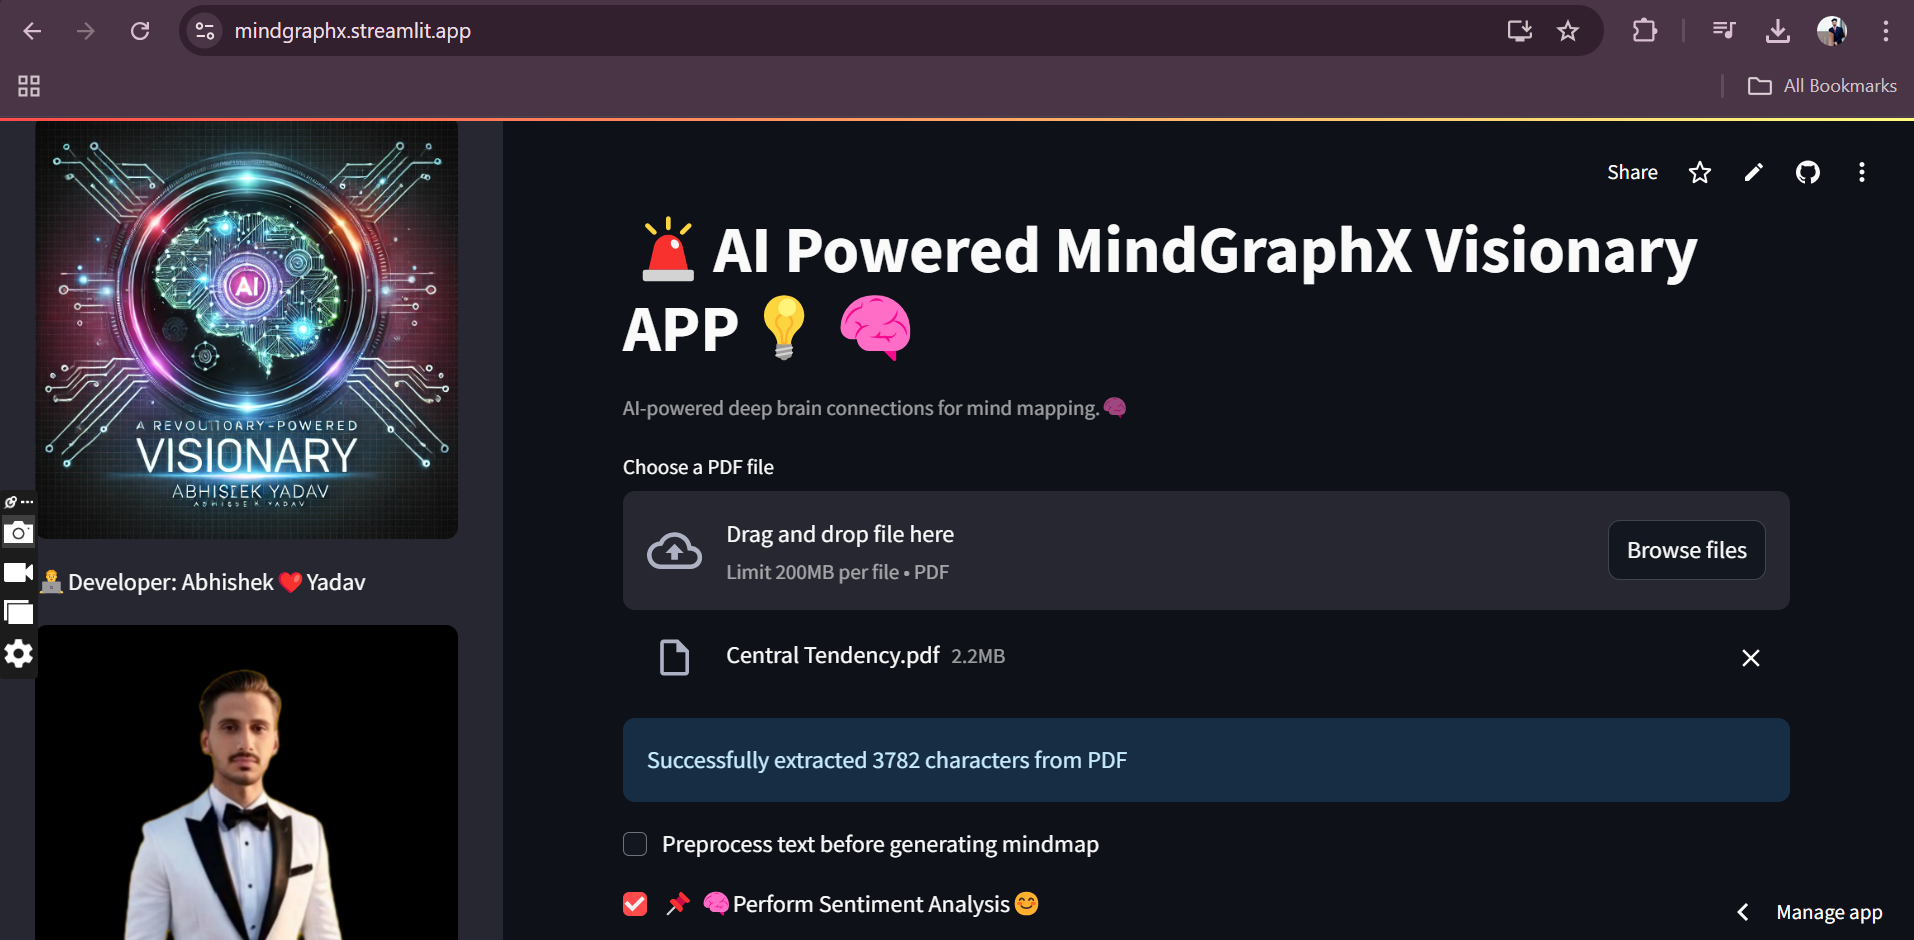 mindgraphx.streamlit.app
All Bookmarks
AI
A REVOUITOARY-POWERED
VISIONARY
ABHISEEK YADAV
Developer: Abhishek ❤️ Yadav
Share
🚨 AI Powered MindGraphX Visionary
APP 💡 🧠
AI-powered deep brain connections for mind mapping. 🧠
Choose a PDF file
Drag and drop file here
Limit 200MB per file • PDF
Browse files
Central Tendency.pdf 2.2MB
Successfully extracted 3782 characters from PDF
Preprocess text before generating mindmap
📌 🧠Perform Sentiment Analysis😊
Manage app